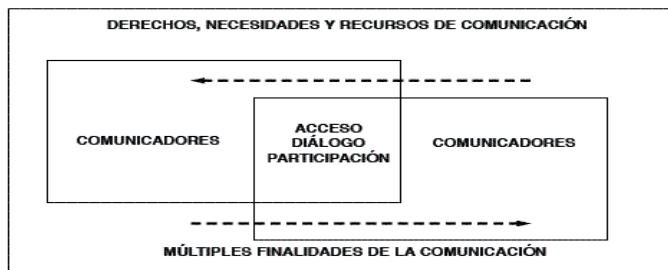 DERECHOS, NECESIDADES Y RECURSOS DE COMUNICACIÓN
COMUNICADORES
ACCESO
DIÁLOGO
PARTICIPACIÓN
COMUNICADORES
MÚLTIPLES FINALIDADES DE LA COMUNICACIÓN